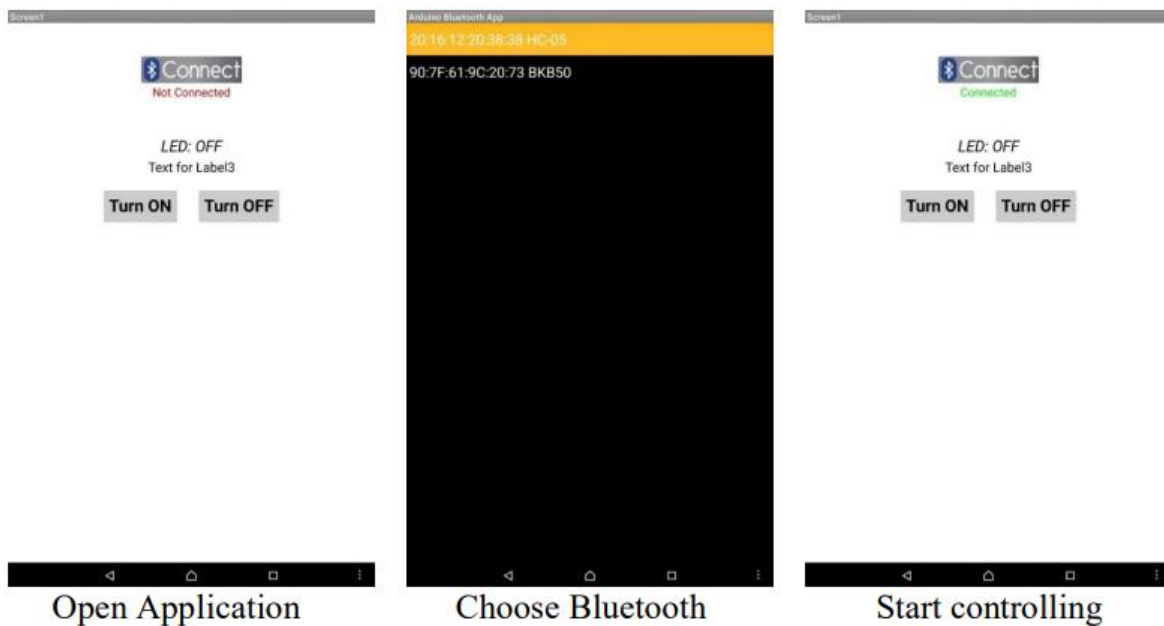 Screen1
Connect
Not Connected
LED: OFF
Text for Label3
Turn ON Turn OFF
Open Application
Arduino Bluetooth App
20:16:12:20:38:38 HC-05
90:7F:61:9C:20:73 BKB50
Choose Bluetooth
Screen1
Connect
Connected
LED: OFF
Text for Label3
Turn ON Turn OFF
Start controlling